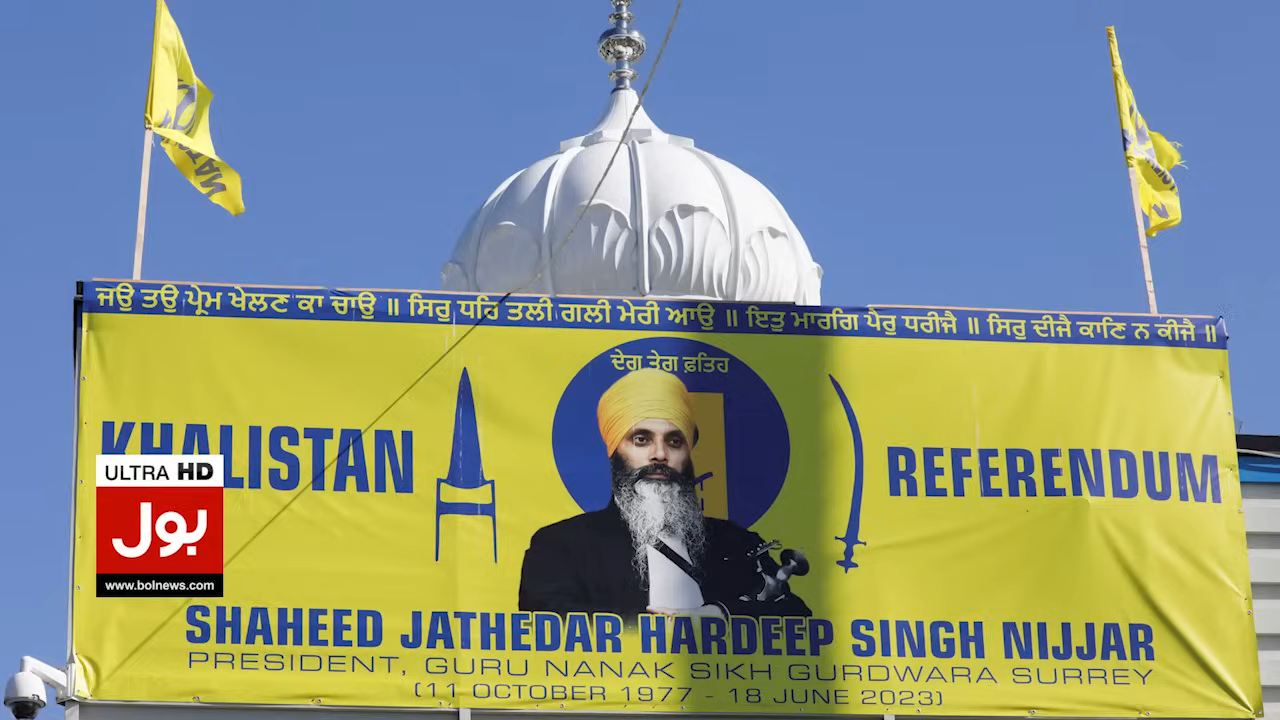 ਜਉ ਤਉ ਪ੍ਰੇਮ ਖੇਲਣ ਕਾ ਚਾਉ ॥ ਸਿਰੁ ਧਰਿ ਤਲੀ ਗਲੀ ਮੇਰੀ ਆਉ ॥ ਇਤੁ ਮਾਰਗਿ ਪੈਰੁ ਧਰੀਜੈ ॥ ਸਿਰੁ ਦੀਜੈ ਕਾਣਿ ਨ ਕੀਜੈ ॥
ਦੇਗ ਤੇਗ ਫ਼ਤਿਹ
KHALISTAN REFERENDUM
ULTRA HD
بول
www.bolnews.com
SHAHEED JATHEDAR HARDEEP SINGH NIJJAR
PRESIDENT, GURU NANAK SIKH GURDWARA SURREY
(11 OCTOBER 1977 - 18 JUNE 2023)